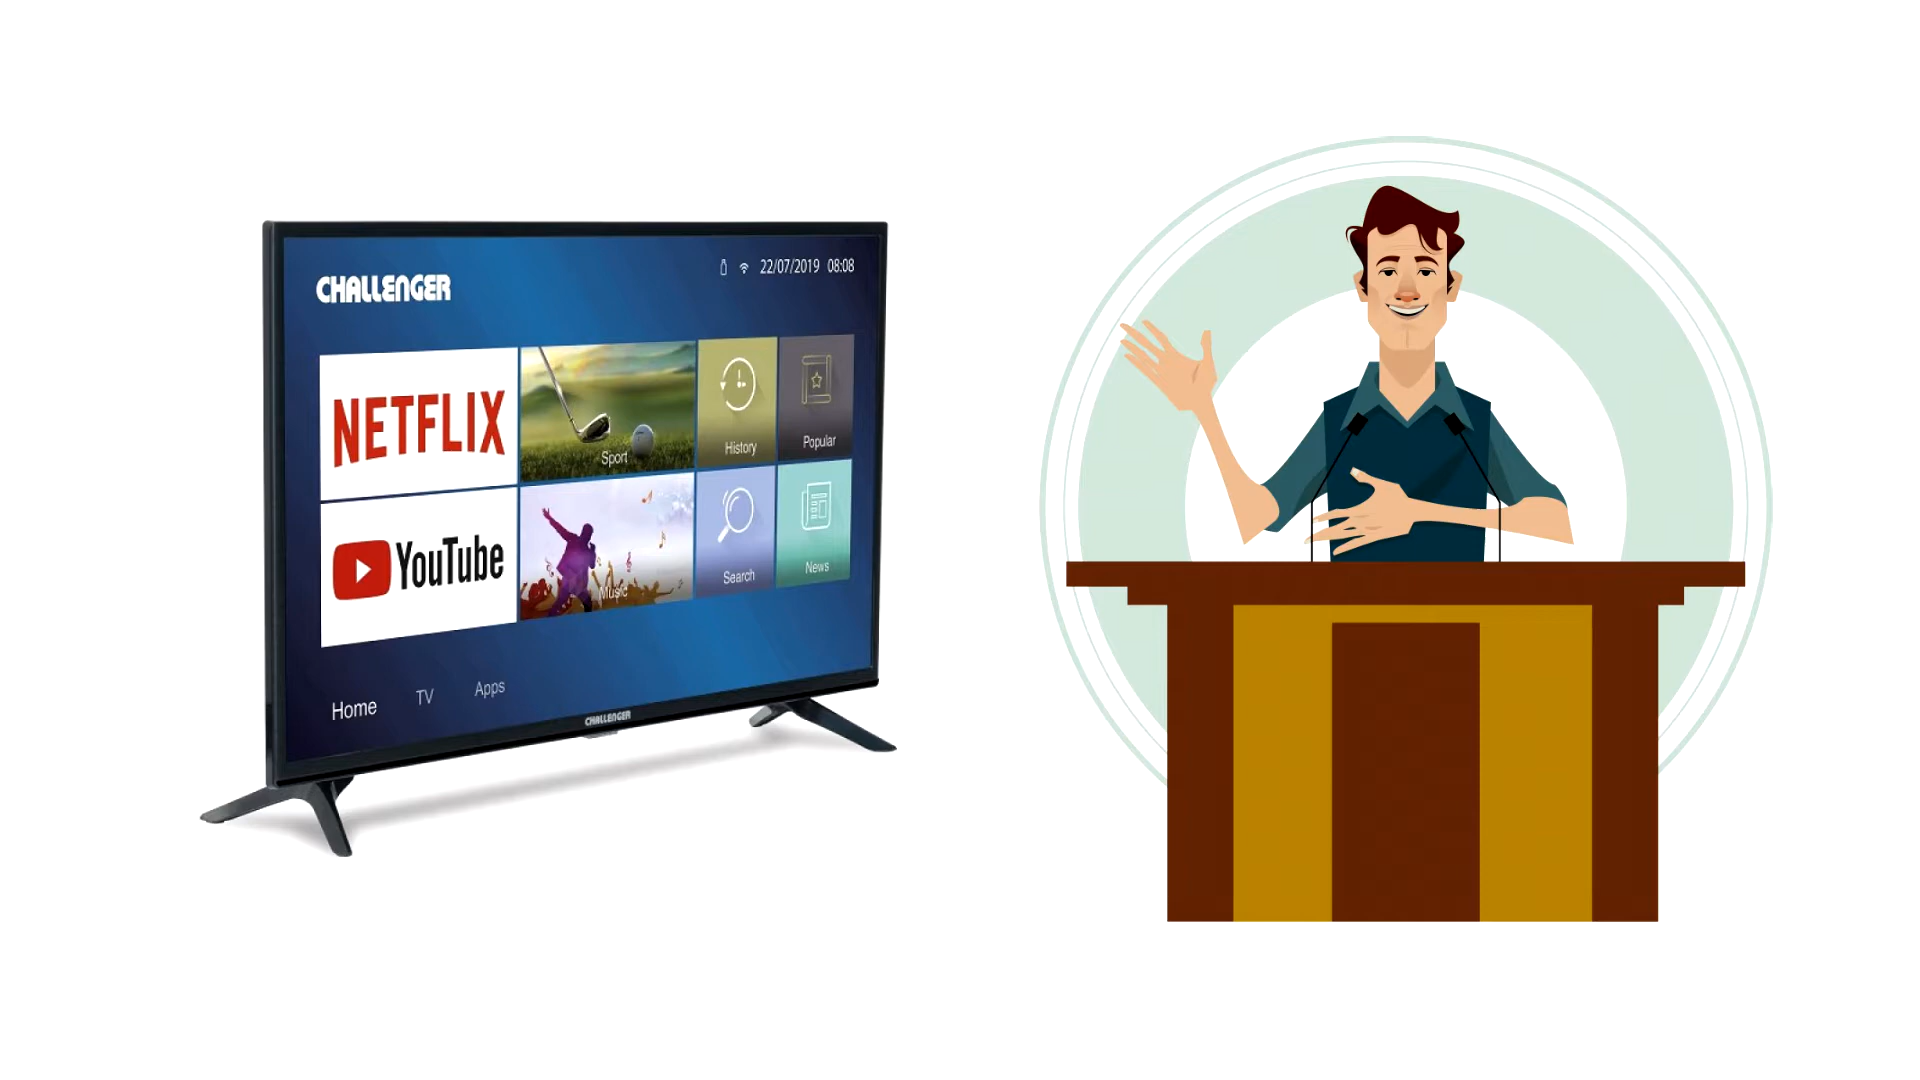 CHALLENGER
22/07/2019 08:08
NETFLIX
Sport
History
Popular
YouTube
Music
Search
News
Home
TV
Apps
CHALLENGER